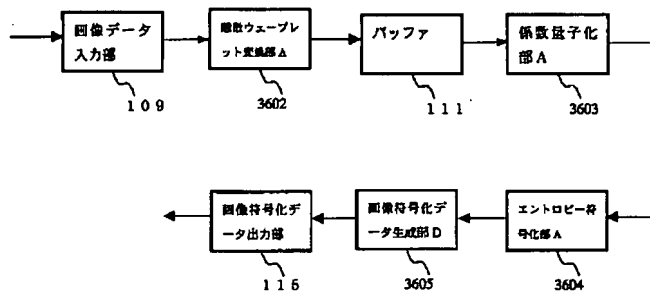 画像データ
入力部
離散ウェーブレ
ット変換部A
バッファ
係数量子化
部A
109
3602
111
3603
画像符号化デ
ータ出力部
画像符号化デ
ータ生成部D
エントロピー符
号化部A
115
3605
3604